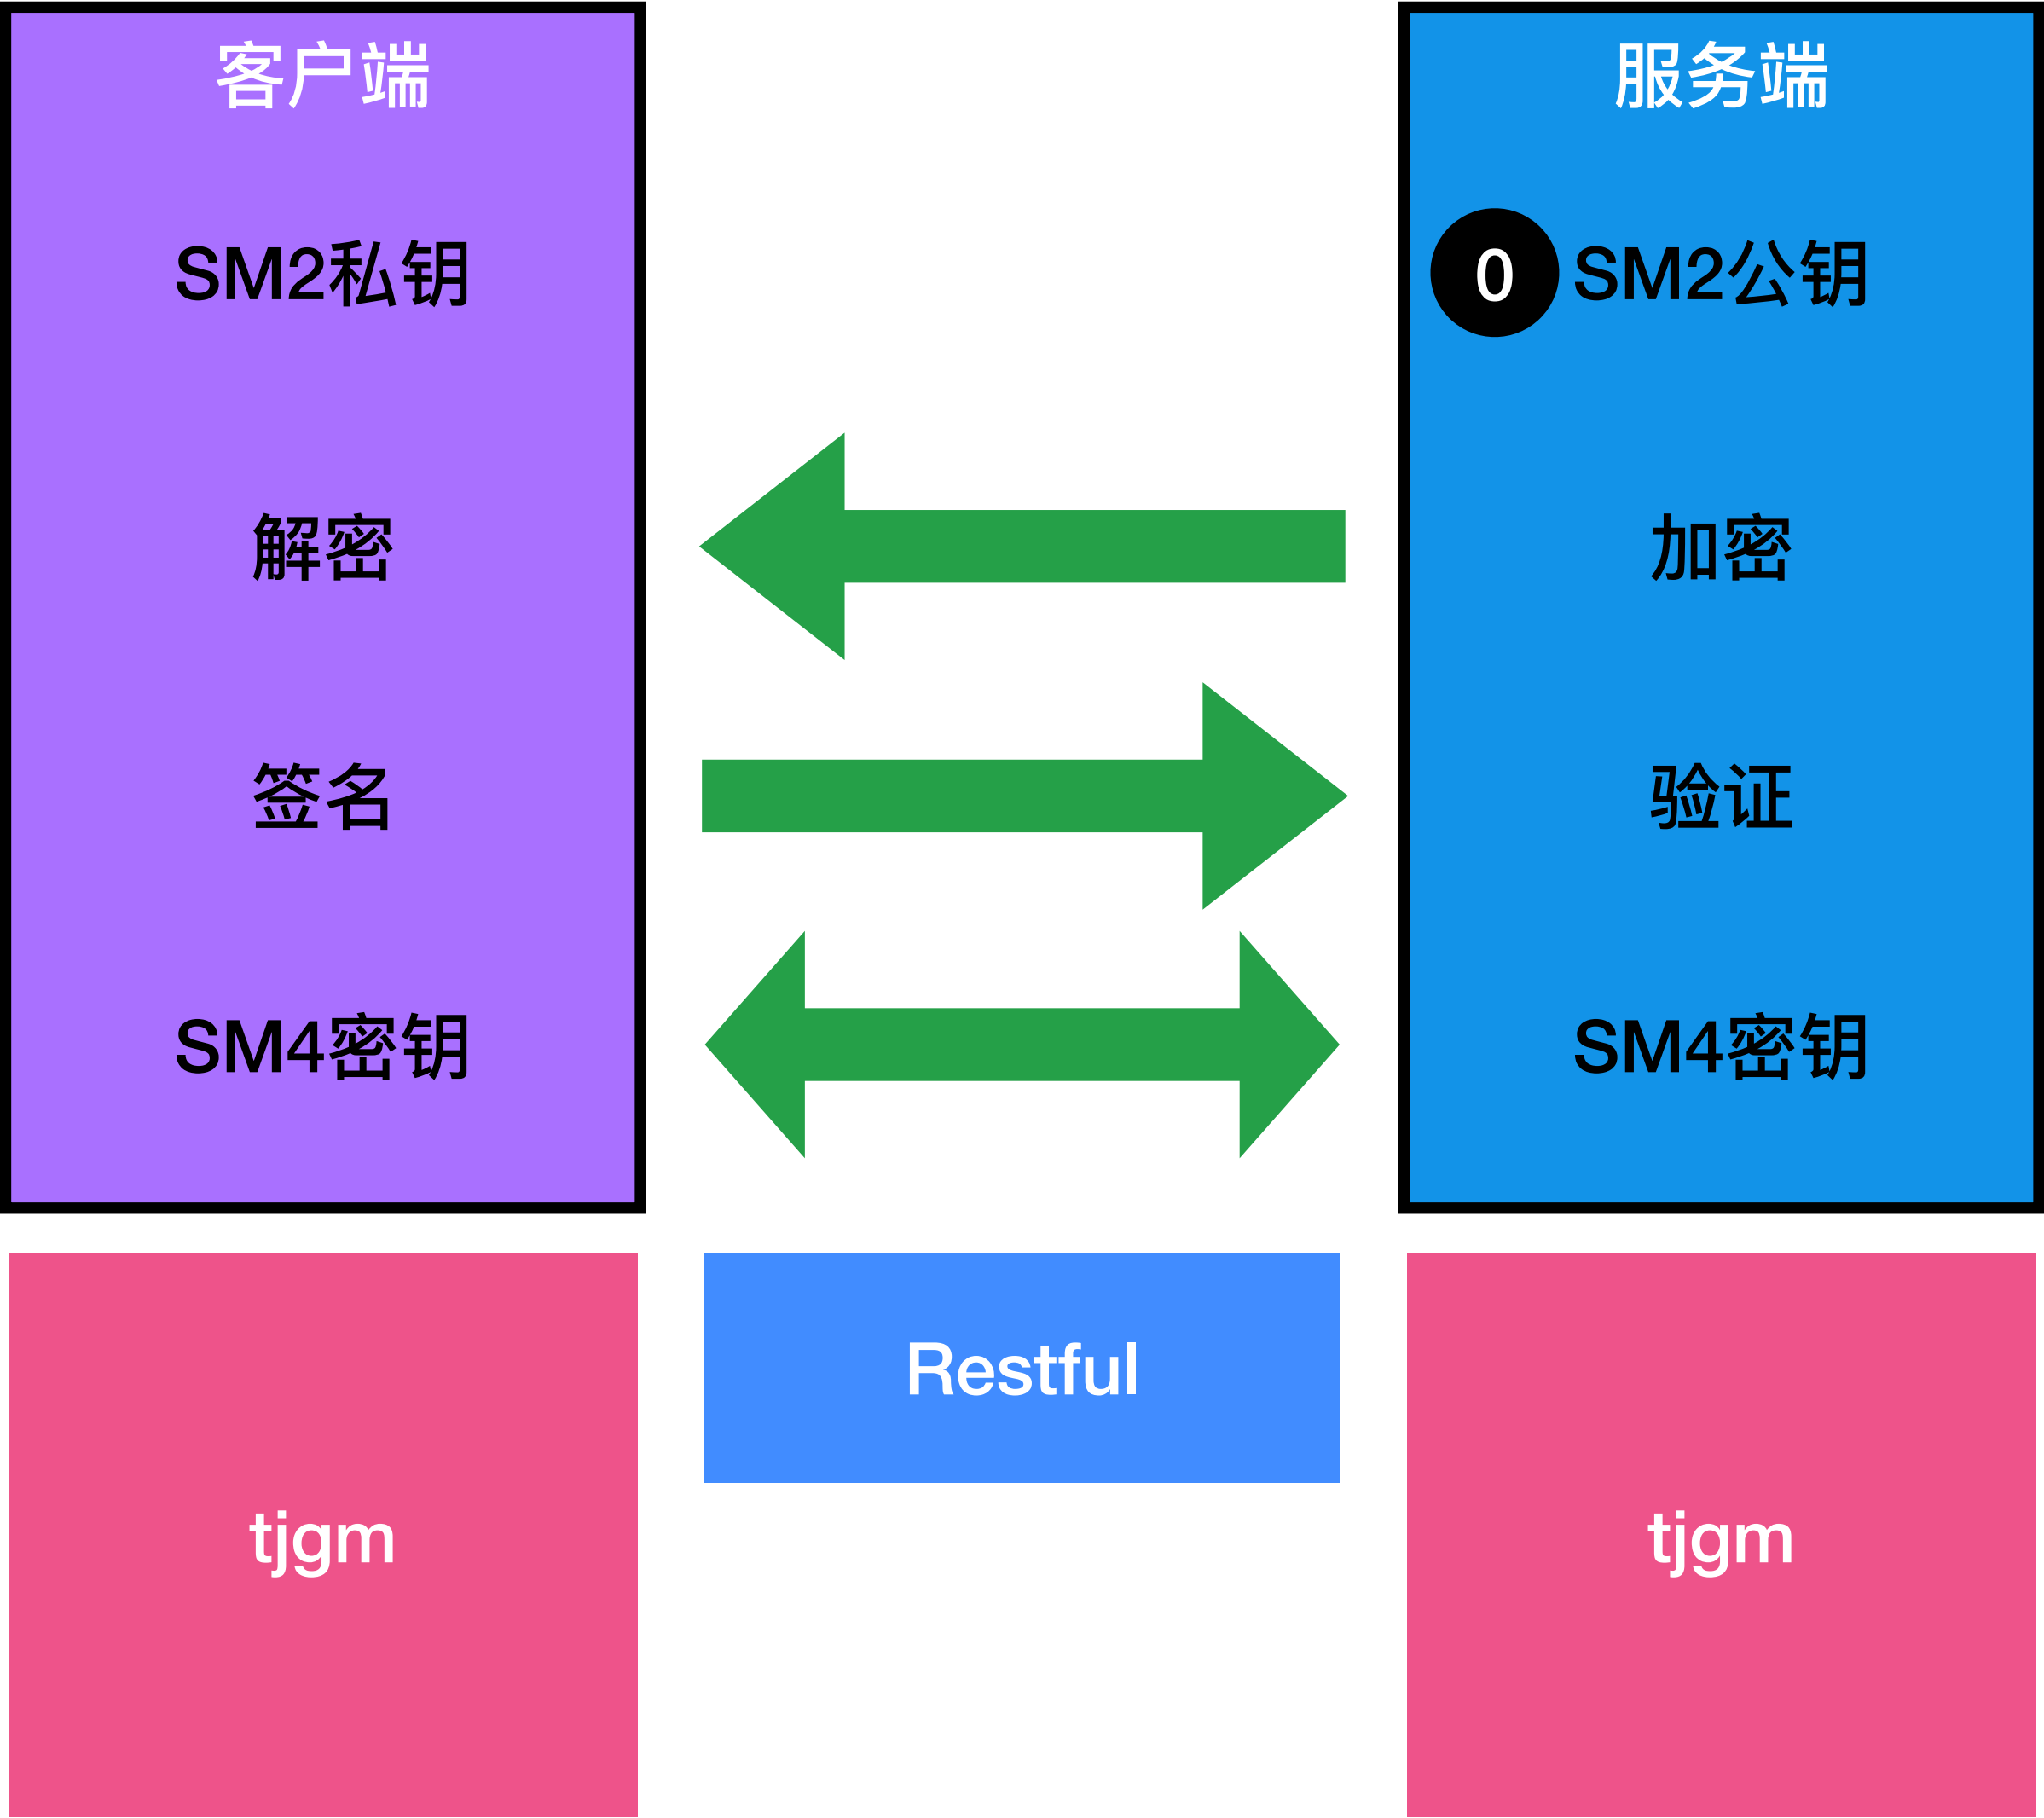 客户端
服务端
SM2私钥
0 SM2公钥
解密
加密
签名
验证
SM4密钥
SM4密钥
Restful
tjgm
tjgm